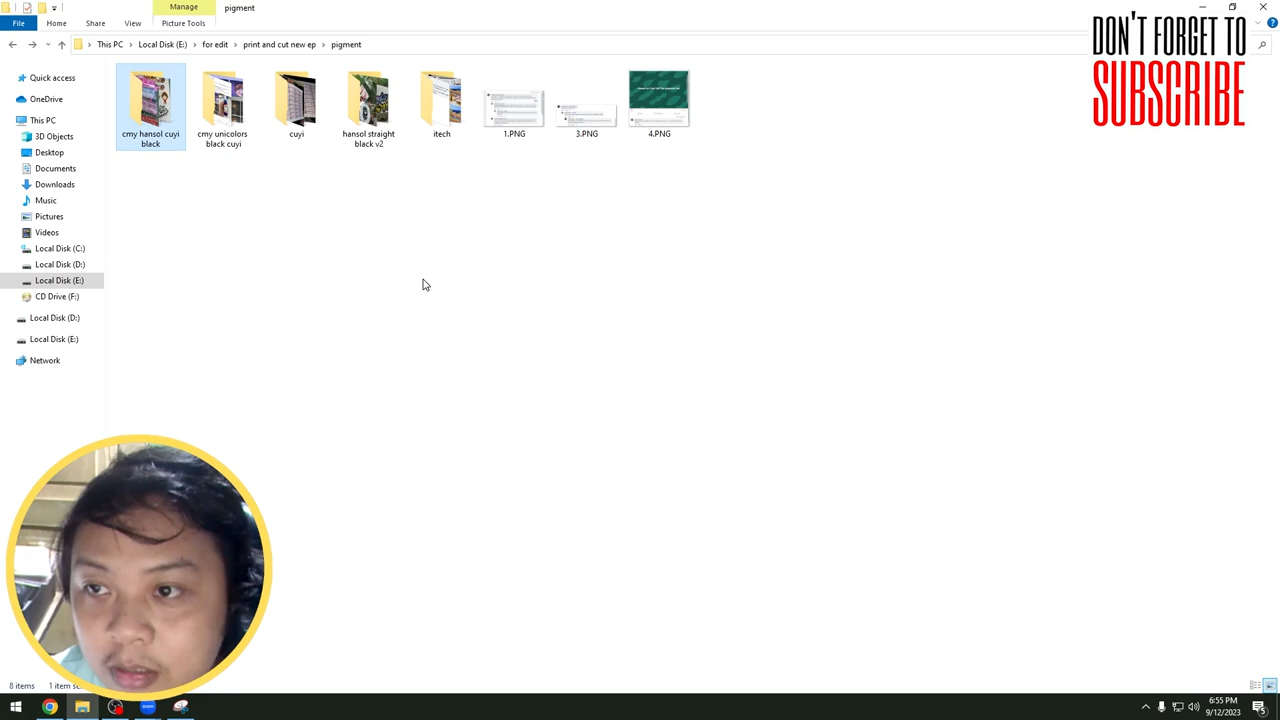 Manage
pigment
File
Home
Share
View
Picture Tools
This PC
Local Disk (E:)
for edit
print and cut new ep
pigment
DON'T FORGET TO
SUBSCRIBE
Quick access
OneDrive
This PC
3D Objects
Desktop
Documents
Downloads
Music
Pictures
Videos
Local Disk (C:)
Local Disk (D:)
Local Disk (E:)
CD Drive (F:)
Local Disk (D:)
Local Disk (E:)
Network
cmy hansol cuyi
black
cmy unicolors
black cuyi
cuyi
hansol straight
black v2
itech
1.PNG
3.PNG
4.PNG
8 items
1 item se
6:55 PM
9/12/2023
5